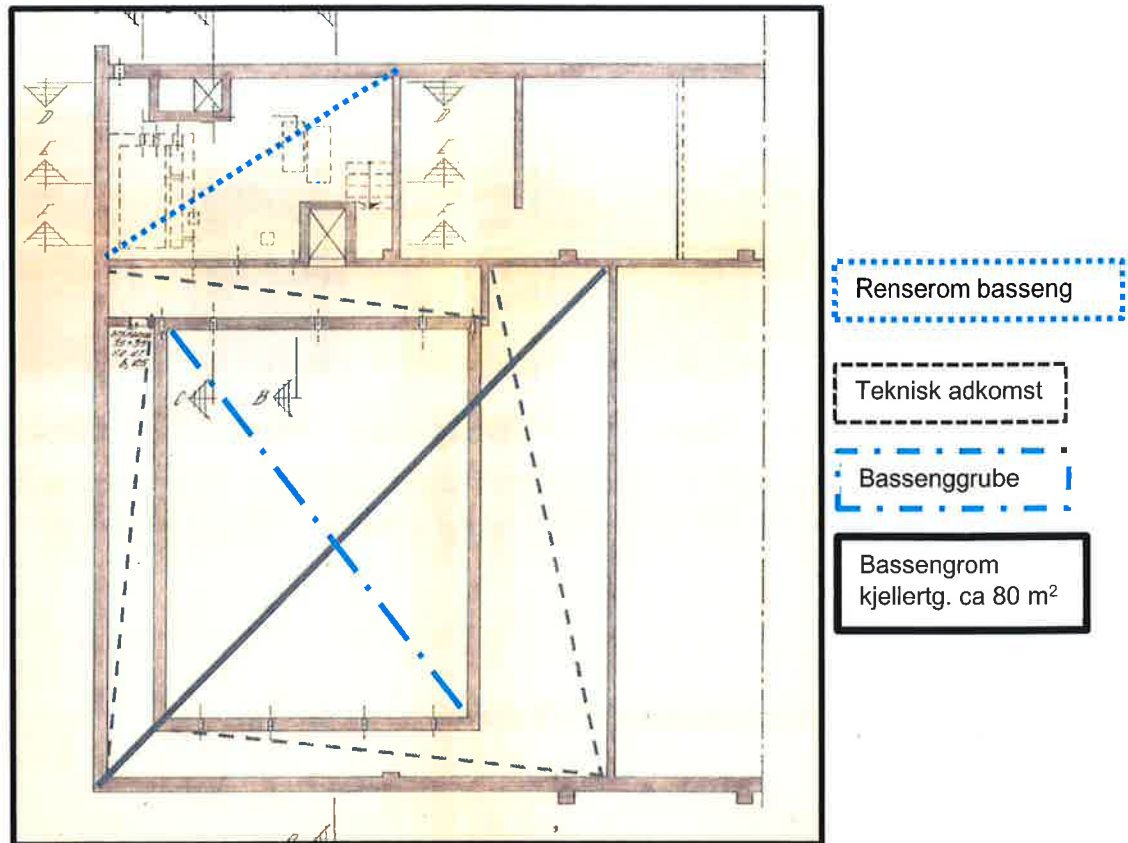 D
D
C
B
Renserom basseng
Teknisk adkomst
Bassenggrube
Bassengrom
kjellertg. ca 80 m²